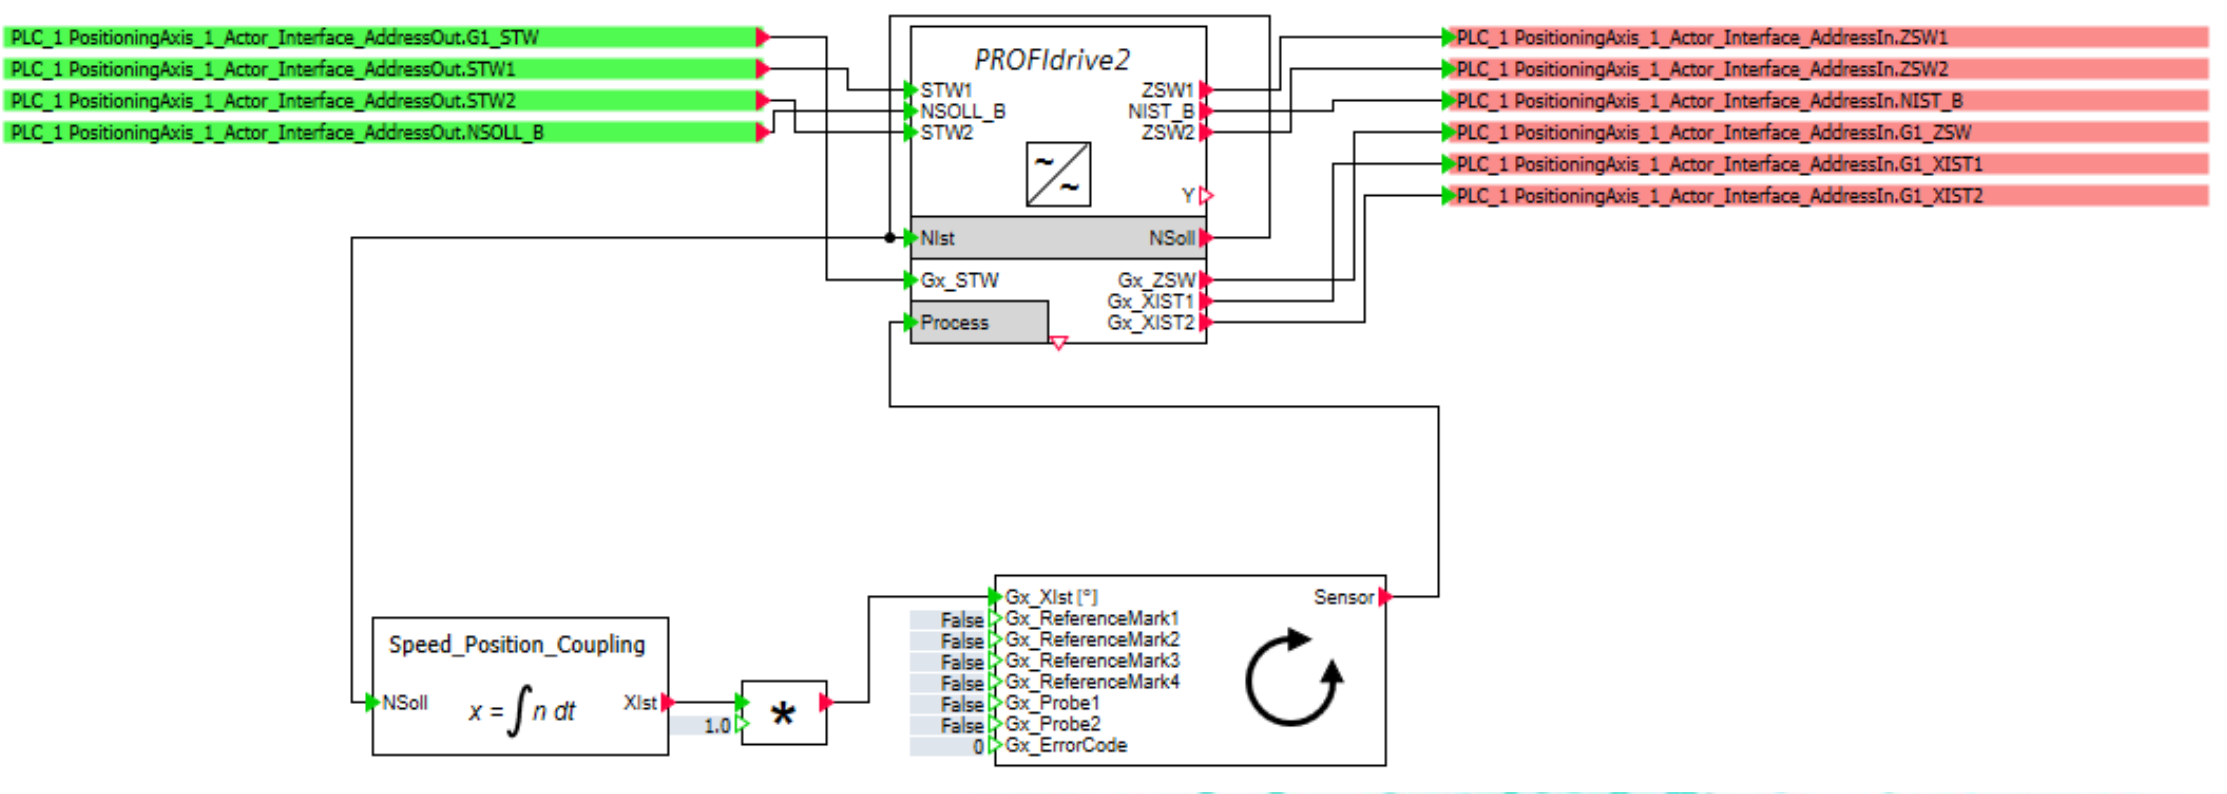 PLC_1 PositioningAxis_1_Actor_Interface_AddressOut.G1_STW
PLC_1 PositioningAxis_1_Actor_Interface_AddressOut.STW1
PLC_1 PositioningAxis_1_Actor_Interface_AddressOut.STW2
PLC_1 PositioningAxis_1_Actor_Interface_AddressOut.NSOLL_B
PROFIdrive2
STW1
NSOLL_B
STW2
ZSW1
NIST_B
ZSW2
~
~
Y
NIst
NSoll
Gx_STW
Process
Gx_ZSW
Gx_XIST1
Gx_XIST2
PLC_1 PositioningAxis_1_Actor_Interface_AddressIn.ZSW1
PLC_1 PositioningAxis_1_Actor_Interface_AddressIn.ZSW2
PLC_1 PositioningAxis_1_Actor_Interface_AddressIn.NIST_B
PLC_1 PositioningAxis_1_Actor_Interface_AddressIn.G1_ZSW
PLC_1 PositioningAxis_1_Actor_Interface_AddressIn.G1_XIST1
PLC_1 PositioningAxis_1_Actor_Interface_AddressIn.G1_XIST2
Speed_Position_Coupling
NSoll
x = ∫ n dt
XIst
1.0
*
Gx_XIst [°]
Sensor
False Gx_ReferenceMark1
False Gx_ReferenceMark2
False Gx_ReferenceMark3
False Gx_ReferenceMark4
False Gx_Probe1
False Gx_Probe2
0 Gx_ErrorCode